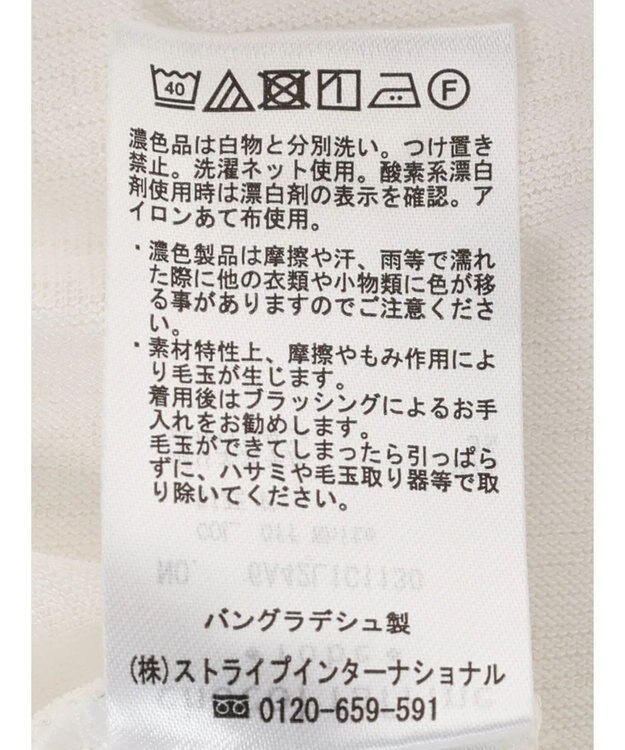 40 F
濃色品は白物と分別洗い。つけ置き
禁止。洗濯ネット使用。酸素系漂白
剤使用時は漂白剤の表示を確認。ア
イロンあて布使用。
・濃色製品は摩擦や汗、雨等で濡れ
た際に他の衣類や小物類に色が移
る事がありますのでご注意くださ
い。
・素材特性上、摩擦やもみ作用によ
り毛玉が生じます。
着用後はブラッシングによるお手
入れをお勧めします。
毛玉ができてしまったら引っぱら
ずに、ハサミや毛玉取り器等で取
り除いてください。
COL. Off White
NO. 6A42L1C1130
バングラデシュ製
(株)ストライプインターナショナル
0120-659-591